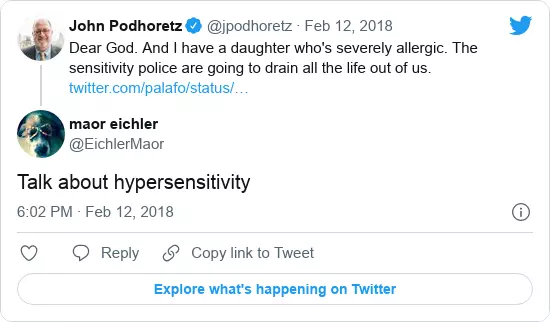 John Podhoretz @jpodhoretz · Feb 12, 2018
Dear God. And I have a daughter who's severely allergic. The
sensitivity police are going to drain all the life out of us.
twitter.com/palafo/status/…
maor eichler
@EichlerMaor
Talk about hypersensitivity
6:02 PM · Feb 12, 2018
Reply Copy link to Tweet
Explore what's happening on Twitter